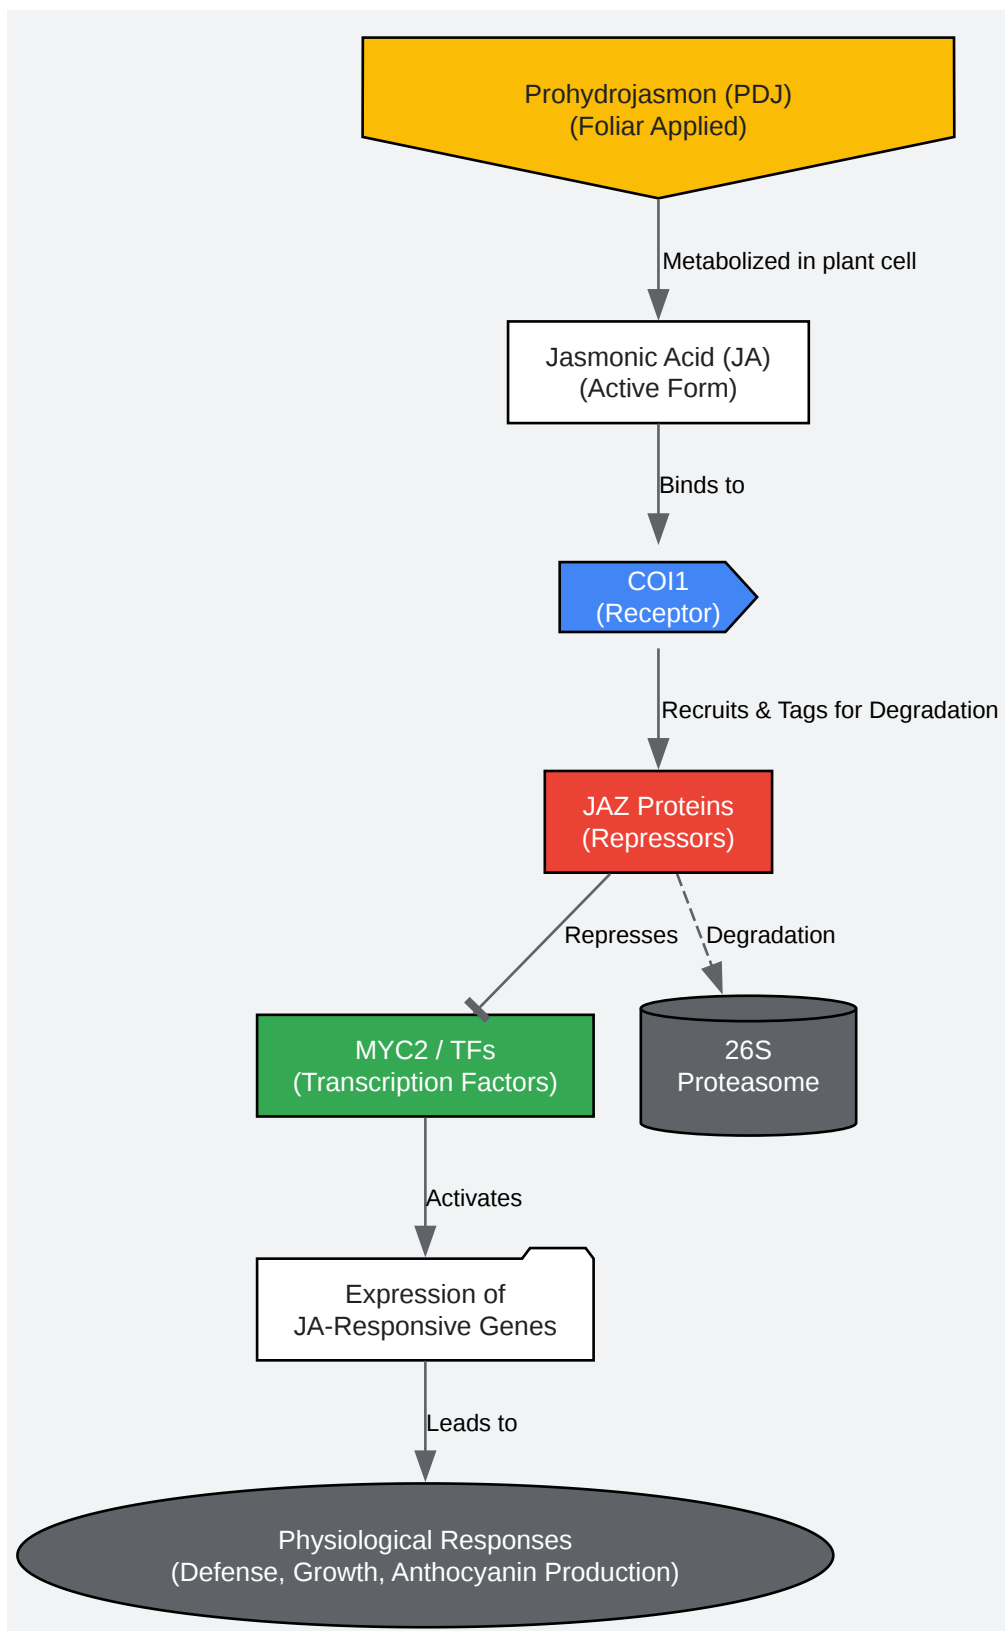 Prohydrojasmon (PDJ)
(Foliar Applied)
Metabolized in plant cell
Jasmonic Acid (JA)
(Active Form)
Binds to
COI1
(Receptor)
Recruits & Tags for Degradation
JAZ Proteins
(Repressors)
Represses
Degradation
MYC2 / TFs
(Transcription Factors)
26S
Proteasome
Activates
Expression of
JA-Responsive Genes
Leads to
Physiological Responses
(Defense, Growth, Anthocyanin Production)